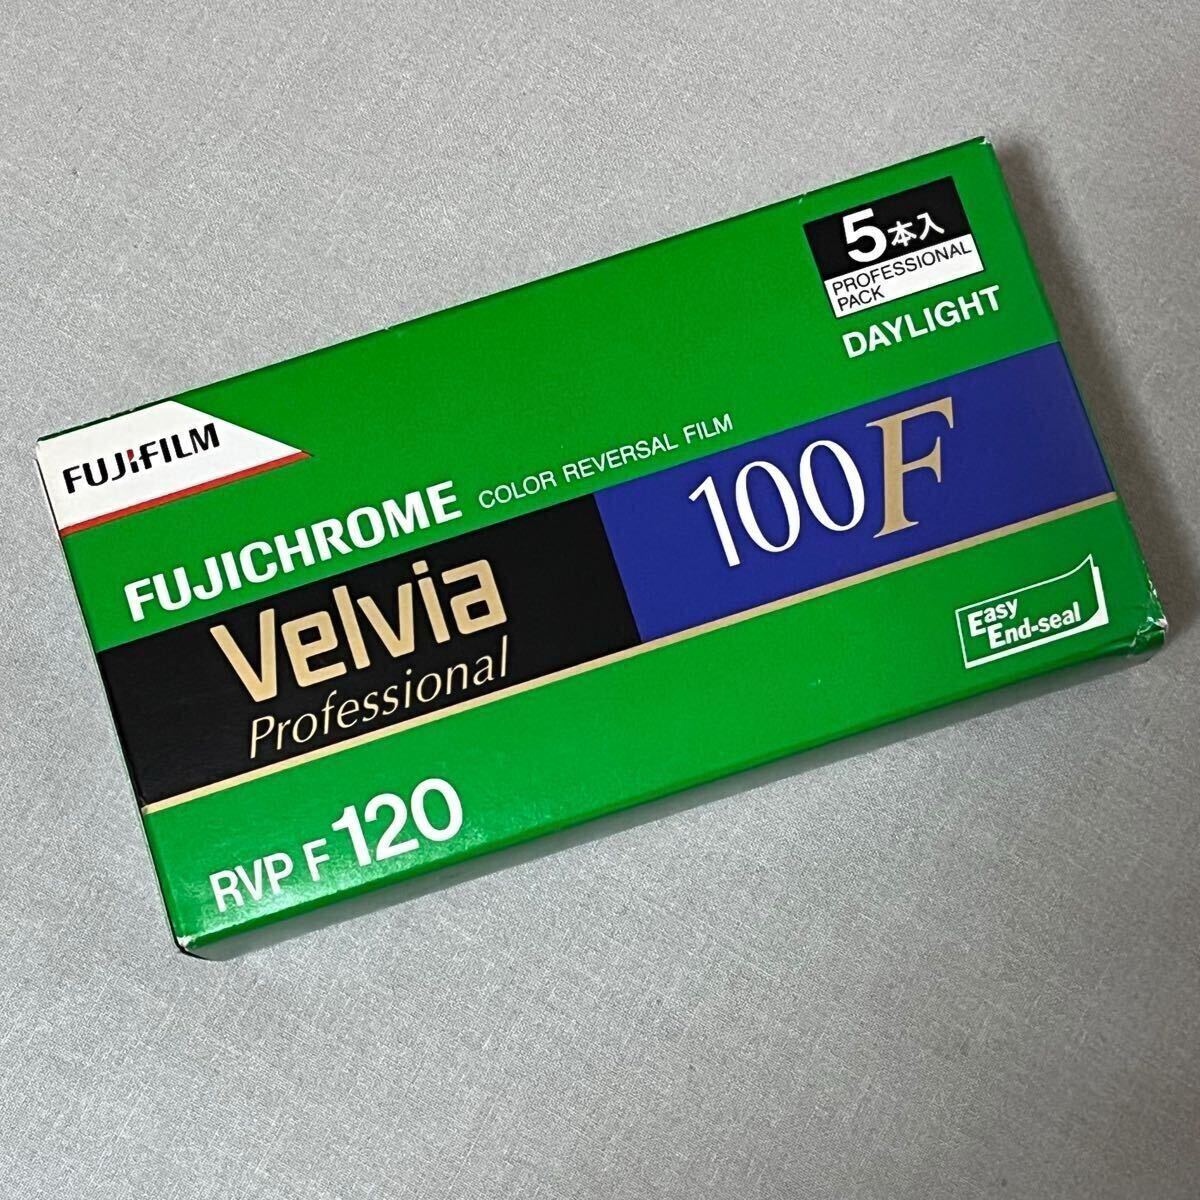 5本入
PROFESSIONAL
PACK
DAYLIGHT
FUJIFILM
FUJICHROME COLOR REVERSAL FILM
Velvia 100F
Professional
Easy
End-seal
RVP F 120